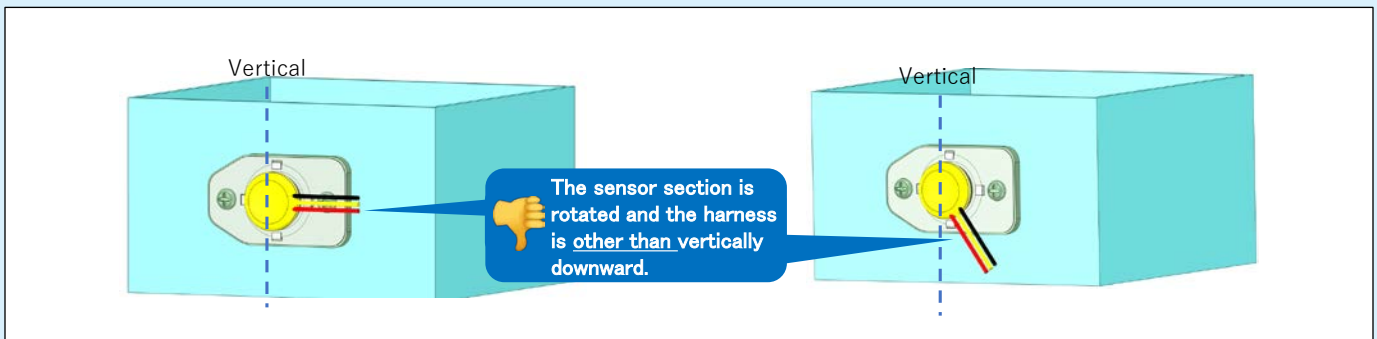 Vertical
Vertical
The sensor section is
rotated and the harness
is other than vertically
downward.